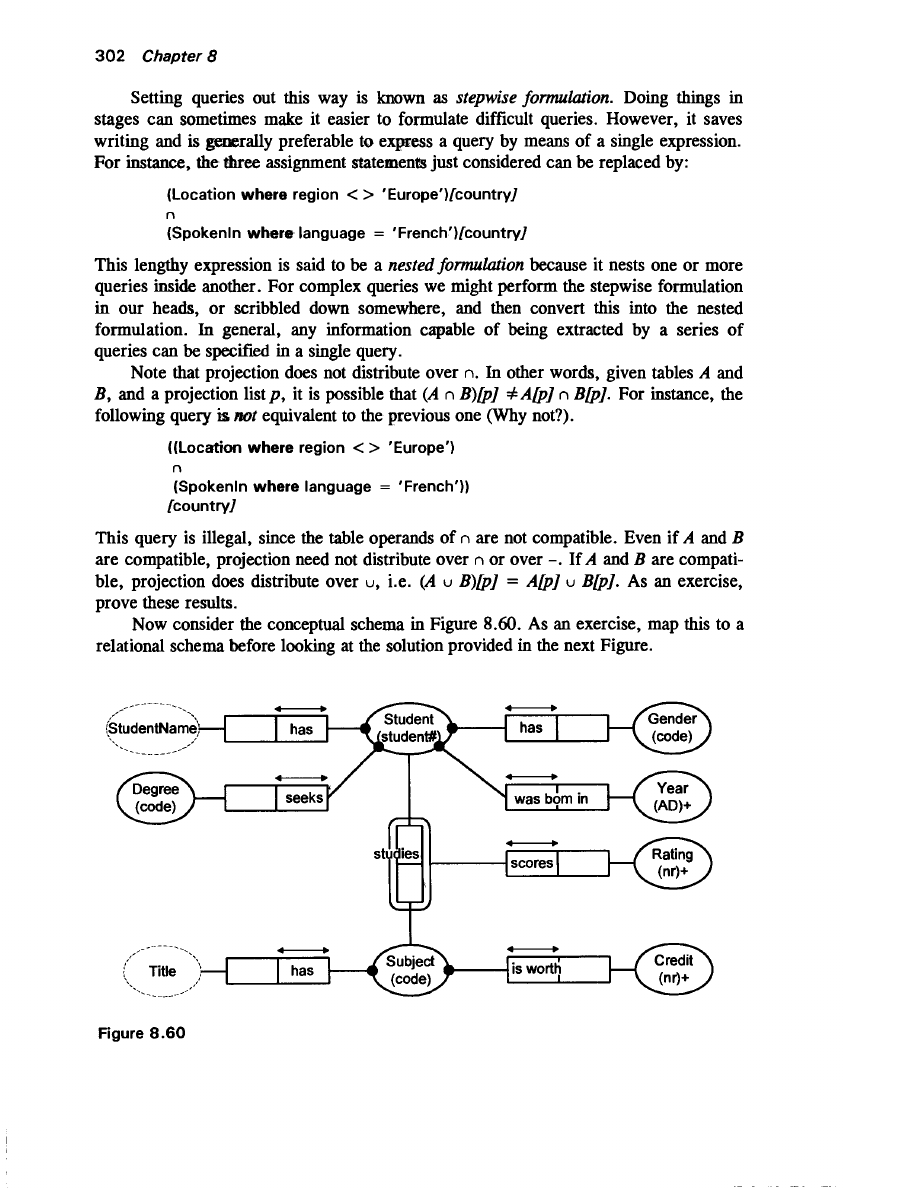 302 Chapter 8
Setting queries out this way is known as stepwise formulation. Doing things in
stages can sometimes make it easier to formulate difficult queries. However, it saves
writing and is generally preferable to express a query by means of a single expression.
For instance, the three assignment statements just considered can be replaced by:
(Location where region < > 'Europe')[country]
∩
(SpokenIn where language = 'French')[country]
This lengthy expression is said to be a nested formulation because it nests one or more
queries inside another. For complex queries we might perform the stepwise formulation
in our heads, or scribbled down somewhere, and then convert this into the nested
formulation. In general, any information capable of being extracted by a series of
queries can be specified in a single query.
Note that projection does not distribute over ∩. In other words, given tables A and
B, and a projection list p, it is possible that (A ∩ B)[p] ≠ A[p] ∩ B[p]. For instance, the
following query is not equivalent to the previous one (Why not?).
((Location where region < > 'Europe')
∩
(SpokenIn where language = 'French'))
[country]
This query is illegal, since the table operands of ∩ are not compatible. Even if A and B
are compatible, projection need not distribute over ∩ or over -. If A and B are compati-
ble, projection does distribute over ∪, i.e. (A ∪ B)[p] = A[p] ∪ B[p]. As an exercise,
prove these results.
Now consider the conceptual schema in Figure 8.60. As an exercise, map this to a
relational schema before looking at the solution provided in the next Figure.
StudentName
has
Student
(student#)
has
Gender
(code)
Degree
(code)
seeks
was born in
Year
(AD)+
studies
scores
Rating
(nr)+
Title
has
Subject
(code)
is worth
Credit
(nr)+
Figure 8.60